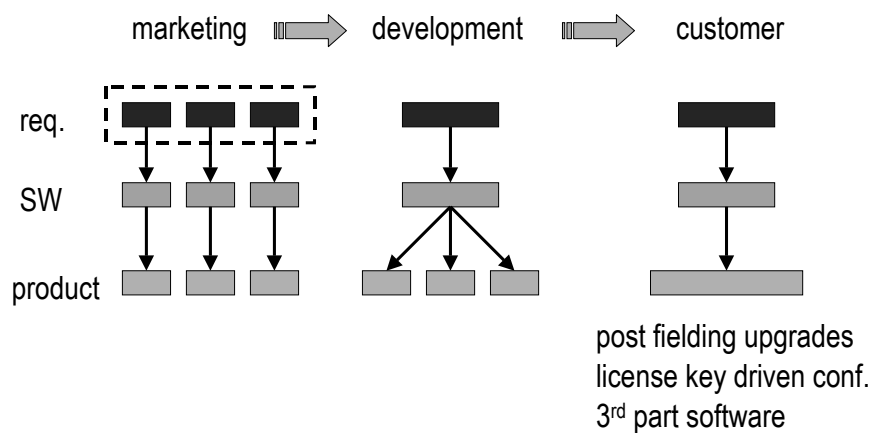 marketing development customer
req.
SW
product
post fielding upgrades
license key driven conf.
3rd part software